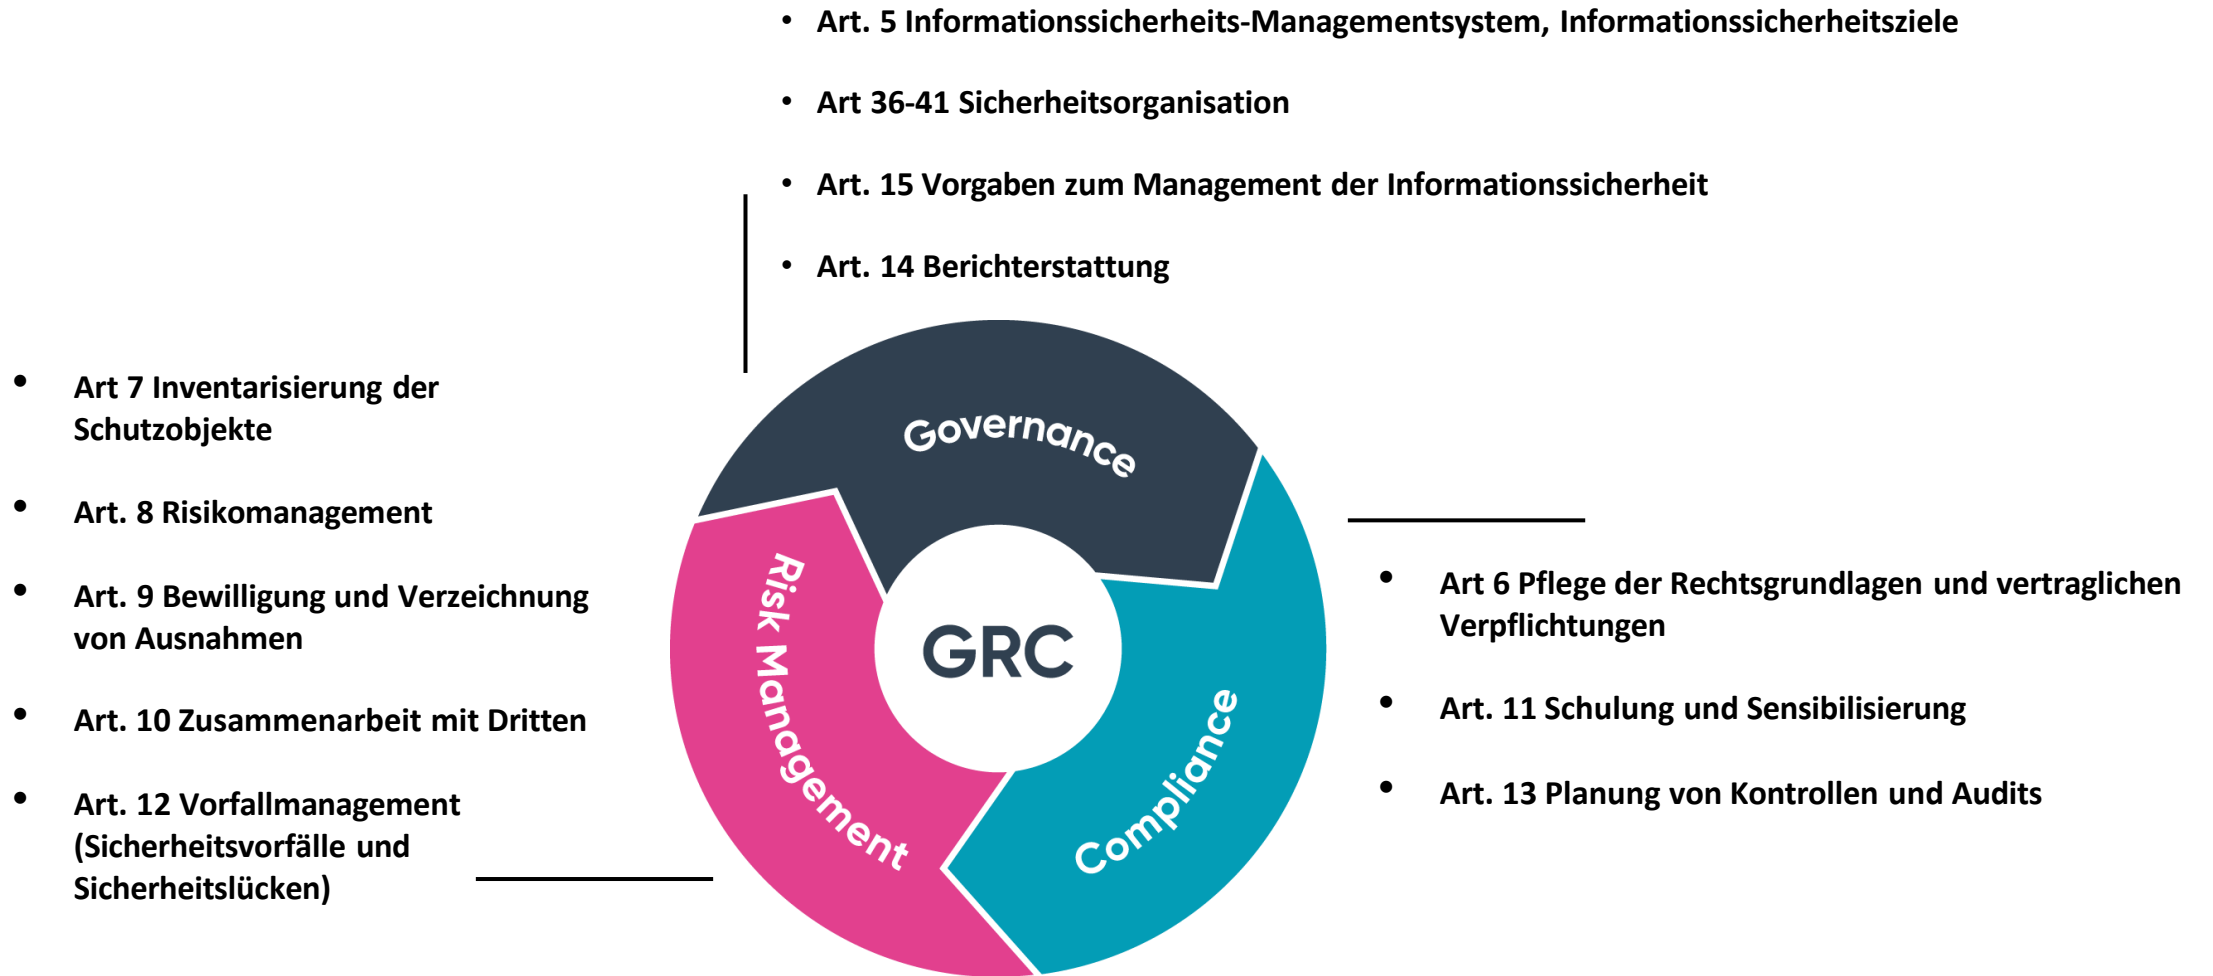 • Art. 5 Informationssicherheits-Managementsystem, Informationssicherheitsziele
• Art 36-41 Sicherheitsorganisation
• Art. 15 Vorgaben zum Management der Informationssicherheit
• Art. 14 Berichterstattung
• Art 7 Inventarisierung der
Schutzobjekte
• Art. 8 Risikomanagement
• Art. 9 Bewilligung und Verzeichnung
von Ausnahmen
• Art. 10 Zusammenarbeit mit Dritten
• Art. 12 Vorfallmanagement
(Sicherheitsvorfälle und
Sicherheitslücken)
Governance
Risk Management
GRC
Compliance
• Art 6 Pflege der Rechtsgrundlagen und vertraglichen
Verpflichtungen
• Art. 11 Schulung und Sensibilisierung
• Art. 13 Planung von Kontrollen und Audits